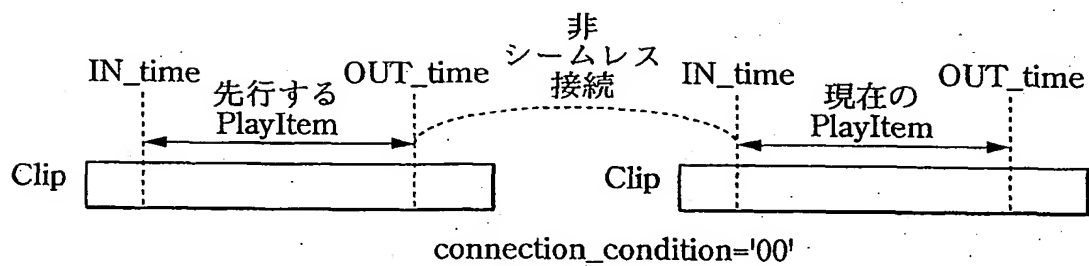 非
シームレス
接続
IN_time
OUT_time
IN_time
OUT_time
先行する
PlayItem
現在の
PlayItem
Clip
Clip
connection_condition='00'